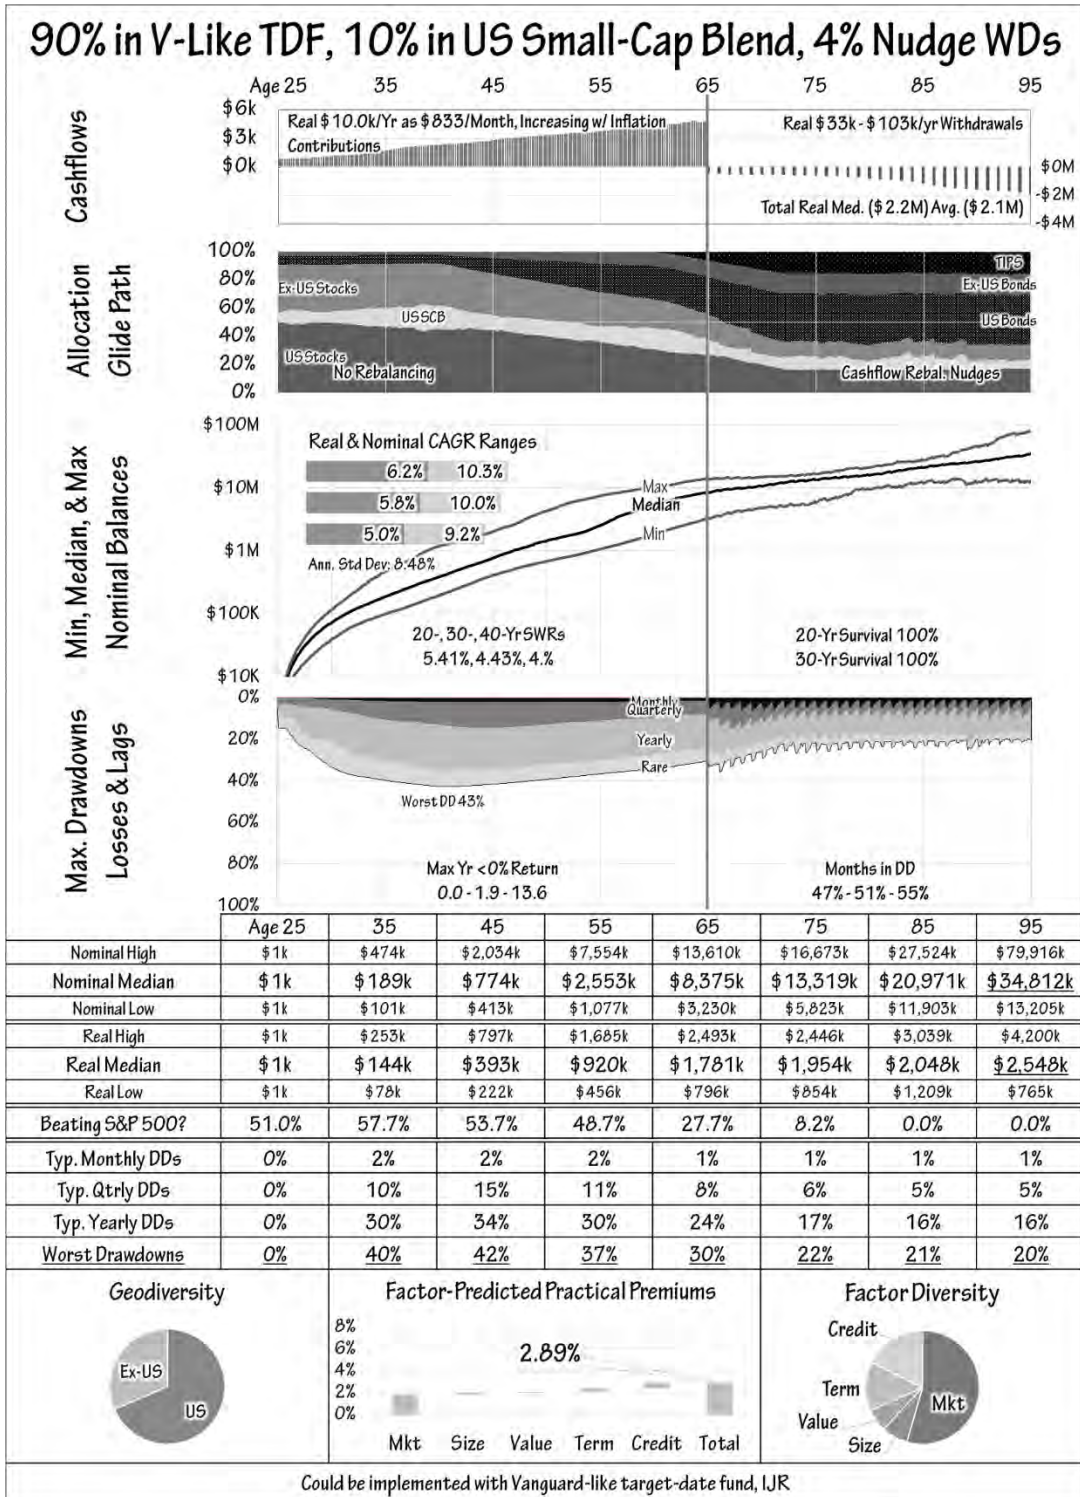 90% in V-Like TDF, 10% in US Small-Cap Blend, 4% Nudge WDs
Age 25 35 45 55 65 75 85 95
Cashflows
$6k
$3k
$0k
Real $10.0k/Yr as $833/Month, Increasing w/ Inflation
Contributions
Real $33k - $103k/yr Withdrawals
Total Real Med. ($2.2M) Avg. ($2.1M)
$0M
-$2M
-$4M
Allocation
Glide Path
100%
80%
60%
40%
20%
0%
Ex-US Stocks
US SCB
US Stocks
No Rebalancing
TIPS
Ex-US Bonds
US Bonds
Cashflow Rebal. Nudges
Min, Median, & Max
Nominal Balances
$100M
$10M
$1M
$100K
$10K
Real & Nominal CAGR Ranges
6.2% 10.3%
5.8% 10.0%
5.0% 9.2%
Ann. Std Dev: 8.48%
Max
Median
Min
20-, 30-, 40-Yr SWRs
5.41%, 4.43%, 4.%
20-Yr Survival 100%
30-Yr Survival 100%
Max. Drawdowns
Losses & Lags
0%
20%
40%
60%
80%
100%
Monthly
Quarterly
Yearly
Rare
Worst DD 43%
Max Yr <0% Return
0.0 - 1.9 - 13.6
Months in DD
47% - 51% - 55%
Age 25 35 45 55 65 75 85 95
Nominal High $1k $474k $2,034k $7,554k $13,610k $16,673k $27,524k $79,916k
Nominal Median $1k $189k $774k $2,553k $8,375k $13,319k $20,971k $34,812k
Nominal Low $1k $101k $413k $1,077k $3,230k $5,823k $11,903k $13,205k
Real High $1k $253k $797k $1,685k $2,493k $2,446k $3,039k $4,200k
Real Median $1k $144k $393k $920k $1,781k $1,954k $2,048k $2,548k
Real Low $1k $78k $222k $456k $796k $854k $1,209k $765k
Beating S&P 500? 51.0% 57.7% 53.7% 48.7% 27.7% 8.2% 0.0% 0.0%
Typ. Monthly DDs 0% 2% 2% 2% 1% 1% 1% 1%
Typ. Qtrly DDs 0% 10% 15% 11% 8% 6% 5% 5%
Typ. Yearly DDs 0% 30% 34% 30% 24% 17% 16% 16%
Worst Drawdowns 0% 40% 42% 37% 30% 22% 21% 20%
Geodiversity
Ex-US
US
Factor-Predicted Practical Premiums
8%
6%
4%
2%
0%
2.89%
Mkt Size Value Term Credit Total
Factor Diversity
Credit
Term
Value
Size
Mkt
Could be implemented with Vanguard-like target-date fund, IJR